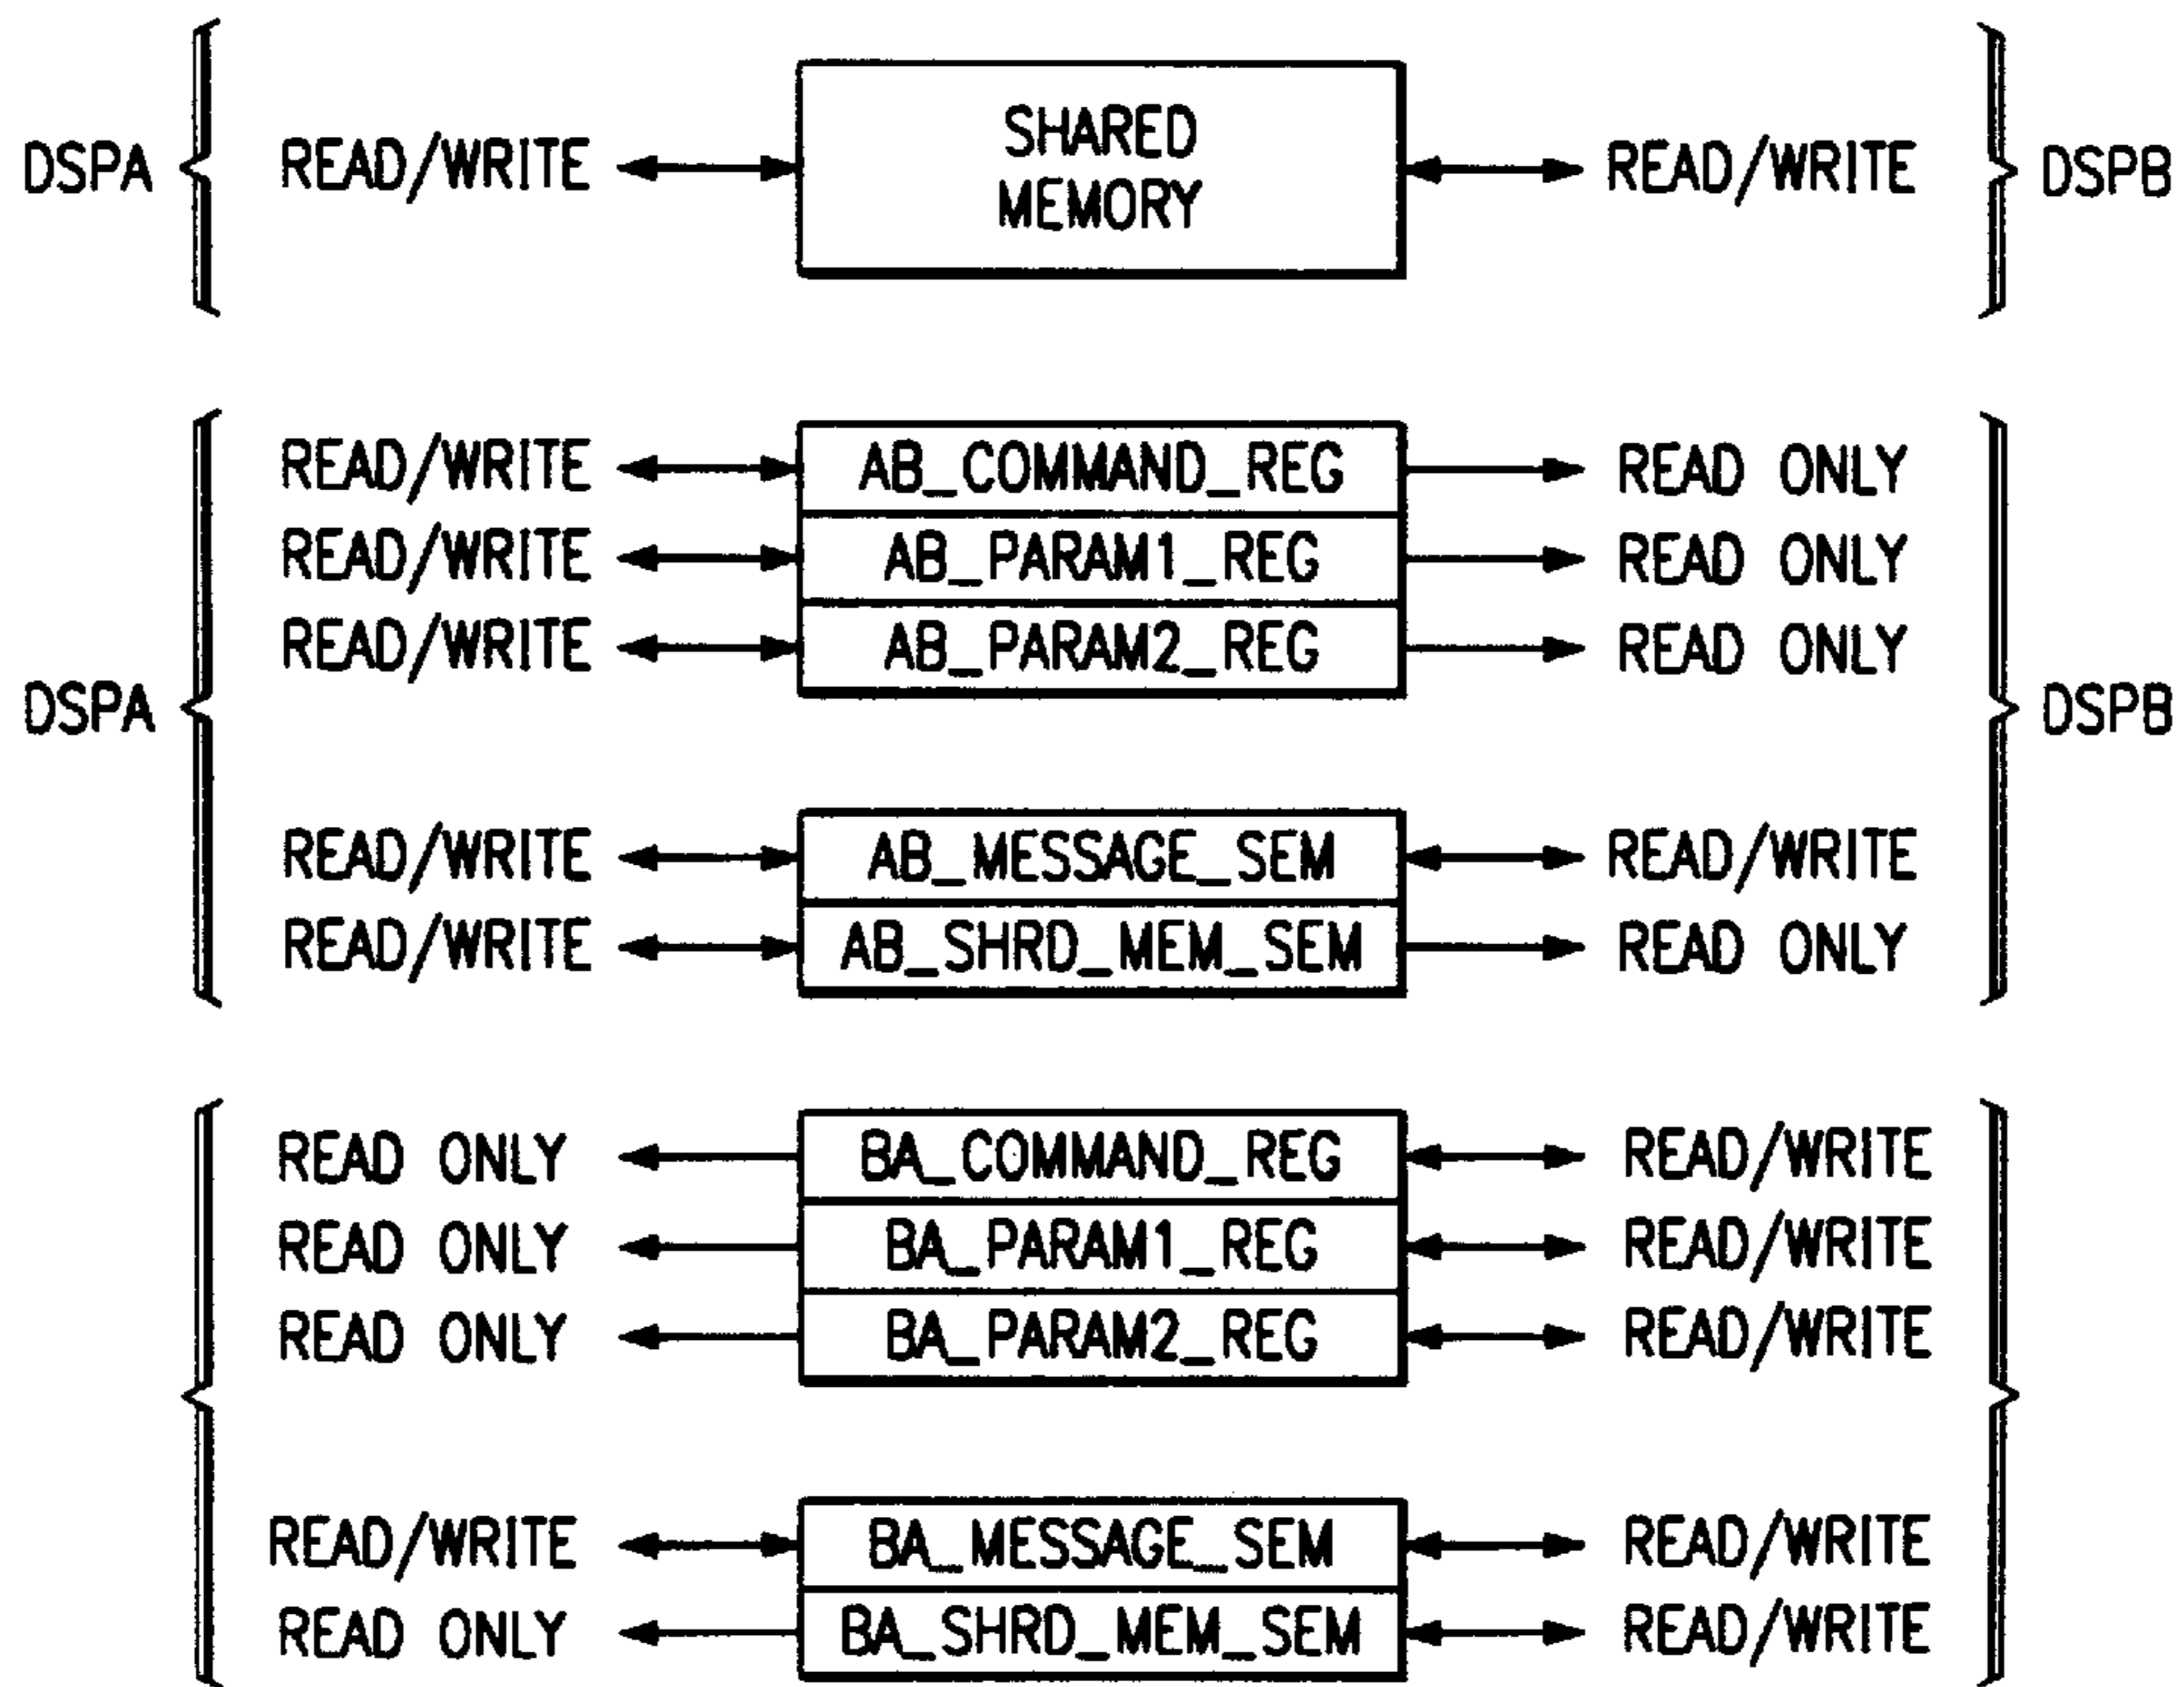 DSPA READ/WRITE SHARED MEMORY READ/WRITE DSPB
READ/WRITE AB_COMMAND_REG READ ONLY
READ/WRITE AB_PARAM1_REG READ ONLY
READ/WRITE AB_PARAM2_REG READ ONLY
DSPA DSPB
READ/WRITE AB_MESSAGE_SEM READ/WRITE
READ/WRITE AB_SHRD_MEM_SEM READ ONLY
READ ONLY BA_COMMAND_REG READ/WRITE
READ ONLY BA_PARAM1_REG READ/WRITE
READ ONLY BA_PARAM2_REG READ/WRITE
READ/WRITE BA_MESSAGE_SEM READ/WRITE
READ ONLY BA_SHRD_MEM_SEM READ/WRITE